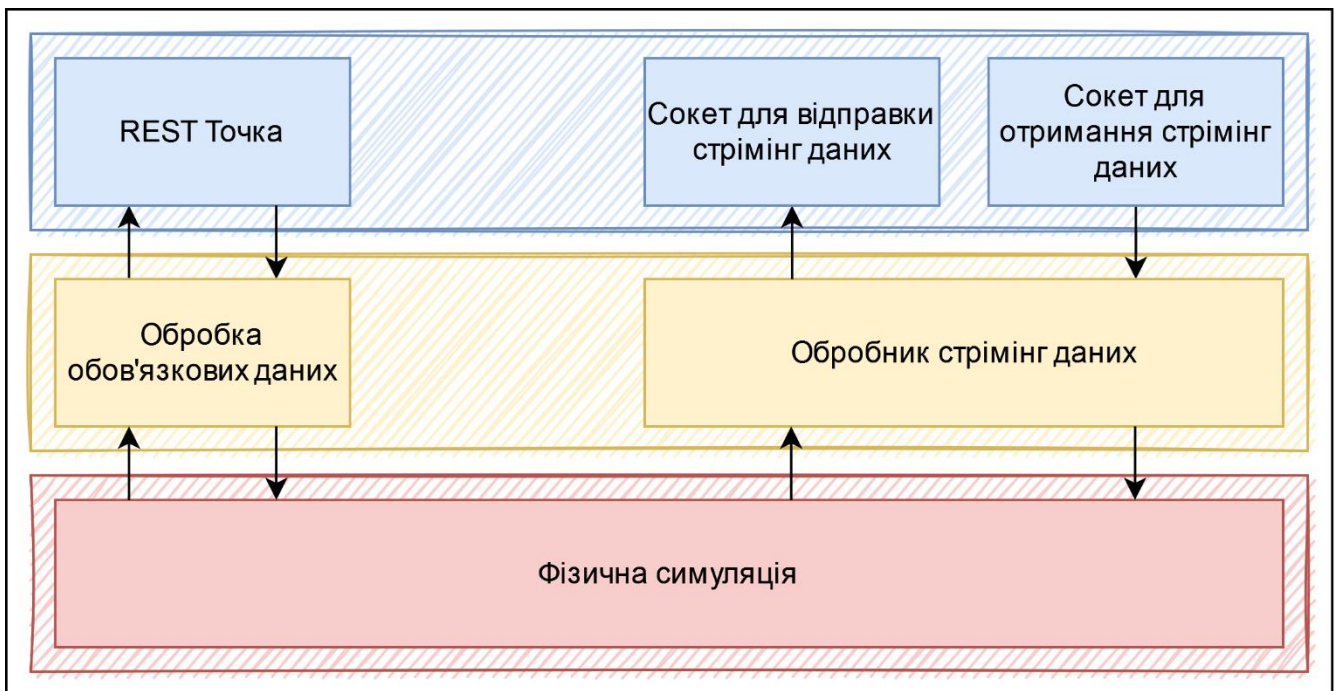 REST Точка
Сокет для відправки
стрімінг даних
Сокет для
отримання стрімінг
даних
Обробка
обов'язкових даних
Обробник стрімінг даних
Фізична симуляція